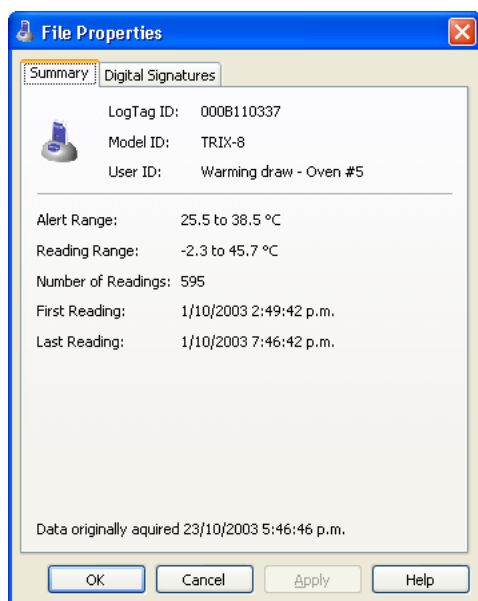 File Properties
Summary Digital Signatures
LogTag ID: 000B110337
Model ID: TRIX-8
User ID: Warming draw - Oven #5
Alert Range: 25.5 to 38.5 °C
Reading Range: -2.3 to 45.7 °C
Number of Readings: 595
First Reading: 1/10/2003 2:49:42 p.m.
Last Reading: 1/10/2003 7:46:42 p.m.
Data originally aquired 23/10/2003 5:46:46 p.m.
OK Cancel Apply Help